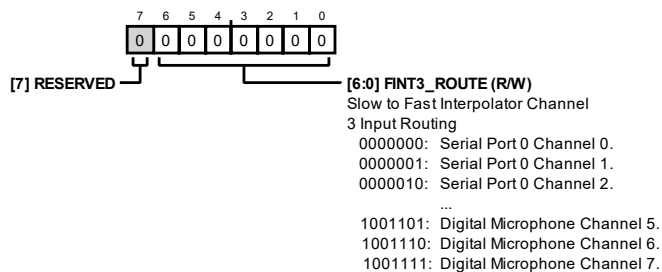 7 6 5 4 3 2 1 0
0 0 0 0 0 0 0 0
[7] RESERVED
[6:0] FINT3_ROUTE (R/W)
Slow to Fast Interpolator Channel
3 Input Routing
0000000: Serial Port 0 Channel 0.
0000001: Serial Port 0 Channel 1.
0000010: Serial Port 0 Channel 2.
...
1001101: Digital Microphone Channel 5.
1001110: Digital Microphone Channel 6.
1001111: Digital Microphone Channel 7.